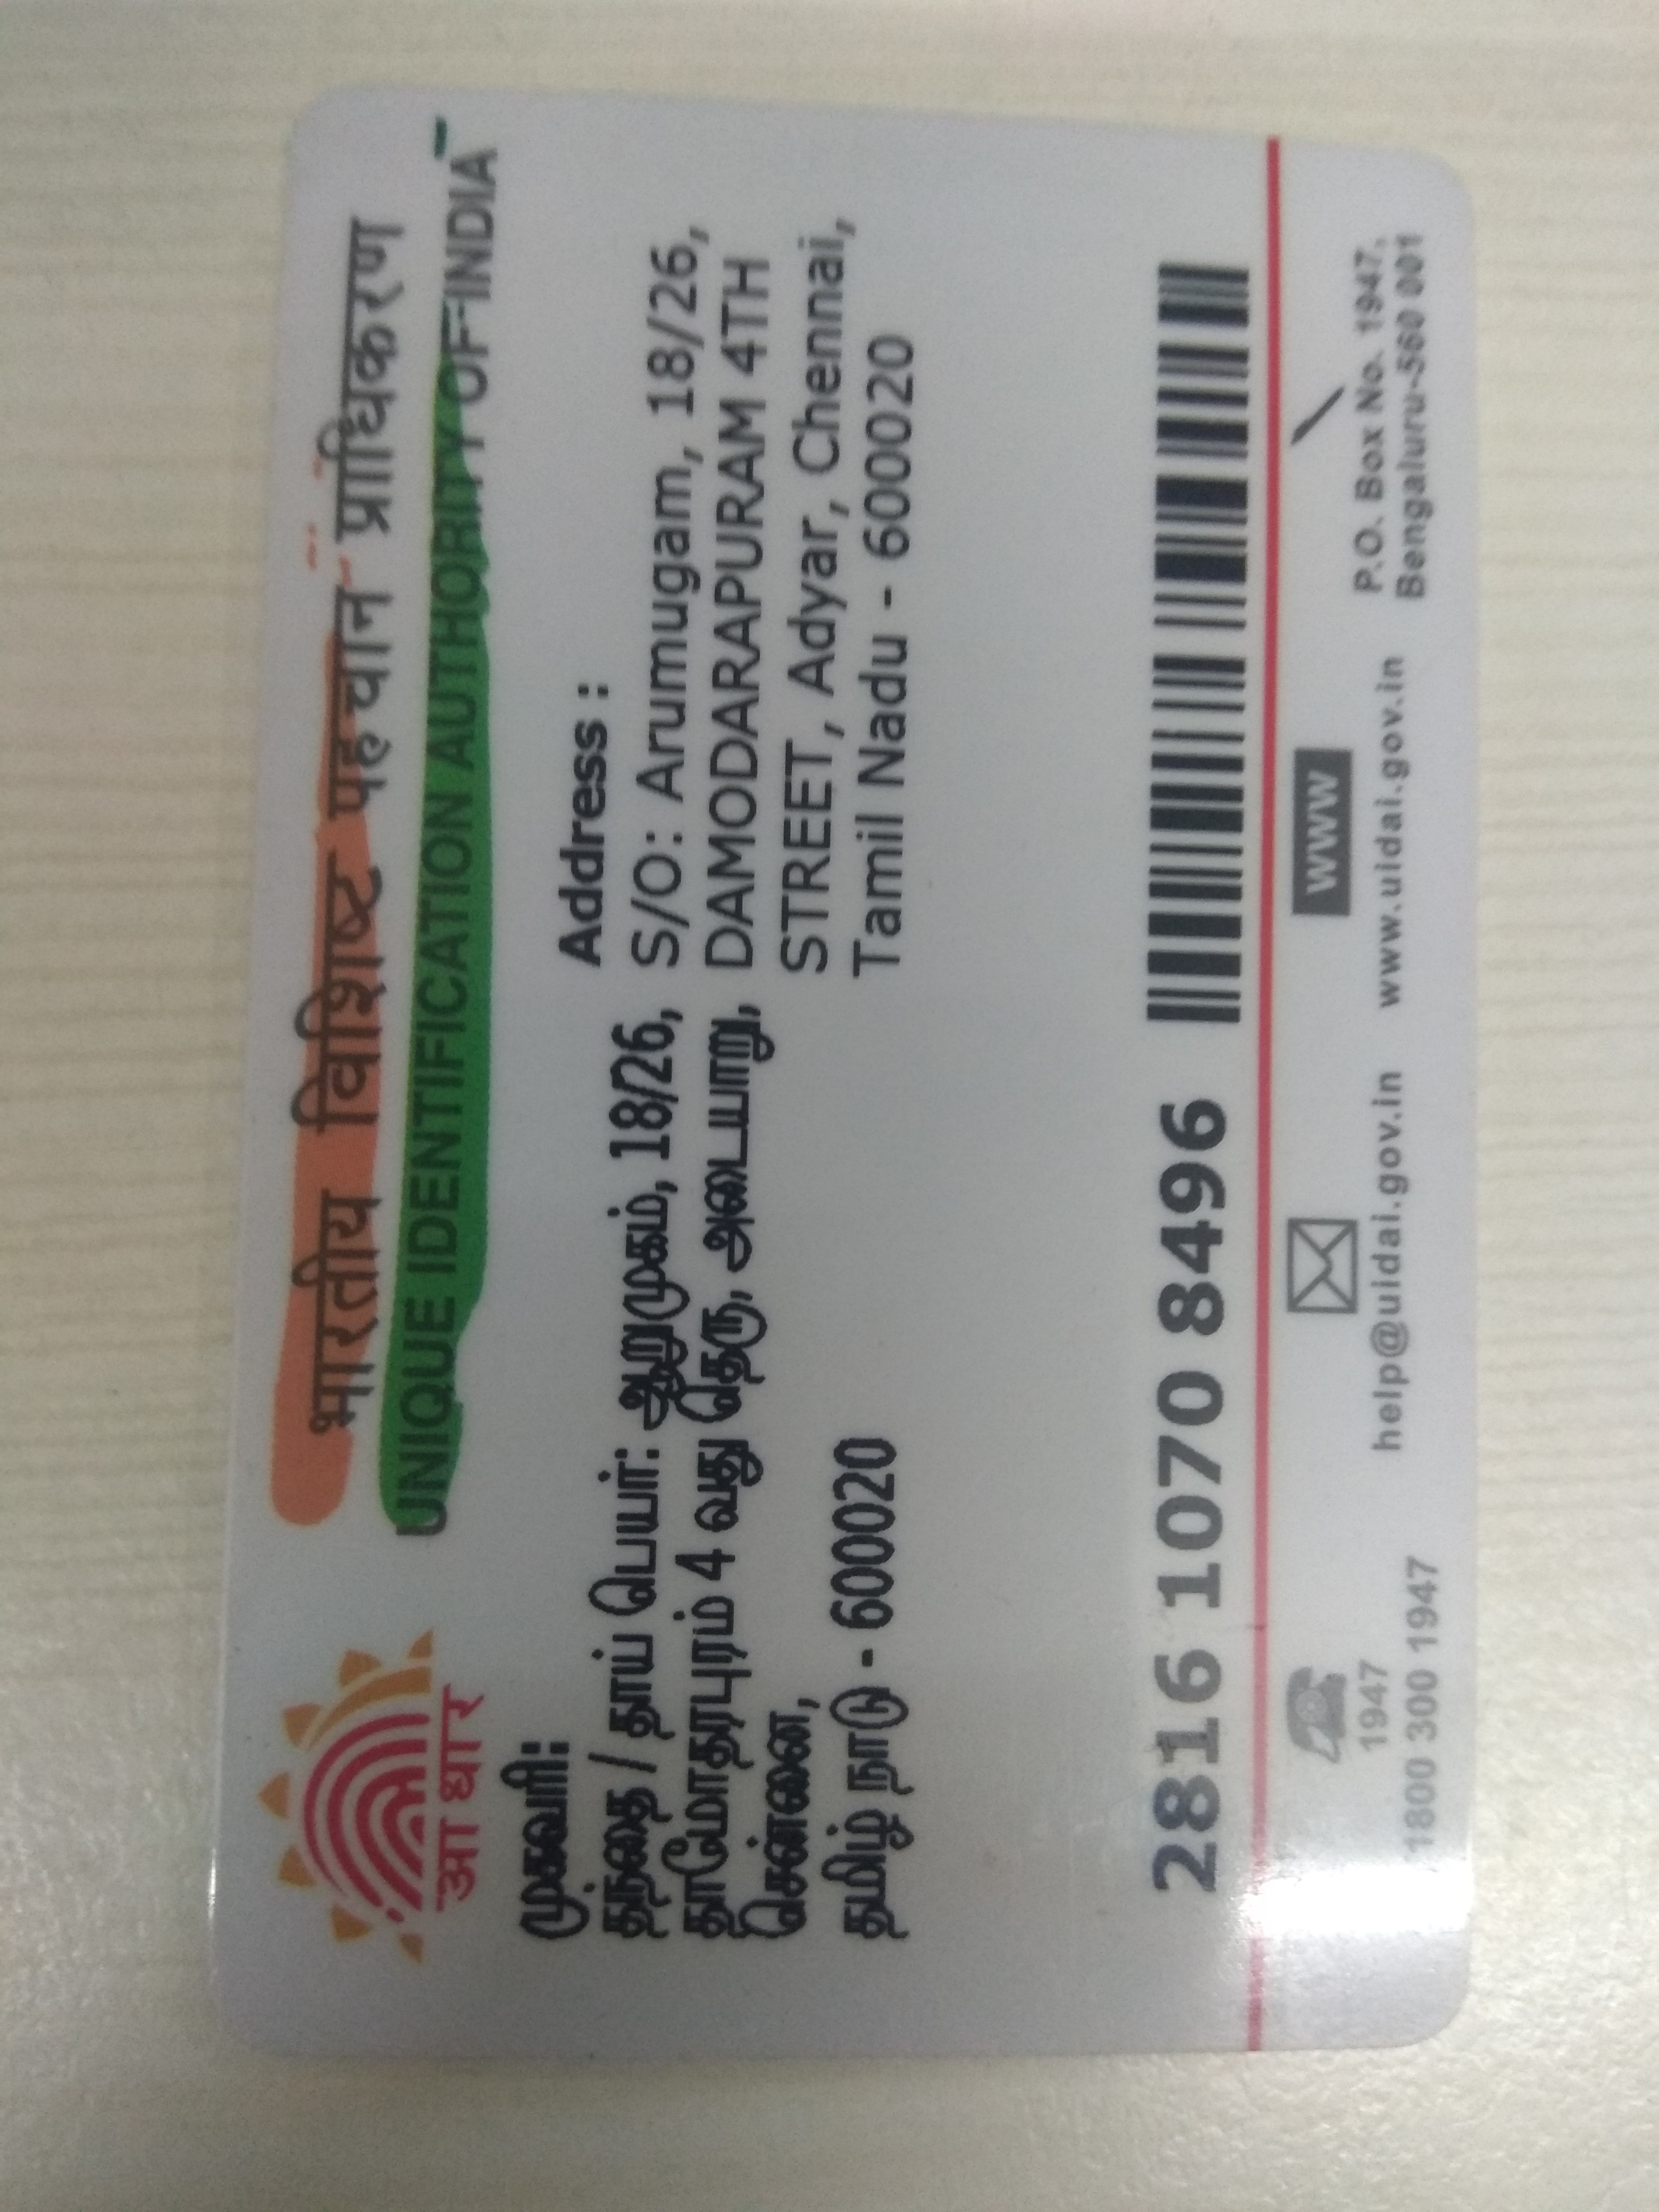 भारतीय विशिष्ट पहचान प्राधिकरण
UNIQUE IDENTIFICATION AUTHORITY OF INDIA
आधार
முகவரி:
தந்தை / தாய் பெயர்: ஆறுமுகம், 18/26,
தாமோதரபுரம் 4 வது தெரு, அடையாறு,
சென்னை,
தமிழ் நாடு - 600020
Address :
S/O: Arumugam, 18/26,
DAMODARAPURAM 4TH
STREET, Adyar, Chennai,
Tamil Nadu - 600020
2816 1070 8496
1947
1800 300 1947
help@uidai.gov.in
www
www.uidai.gov.in
P.O. Box No. 1947,
Bengaluru-560 001